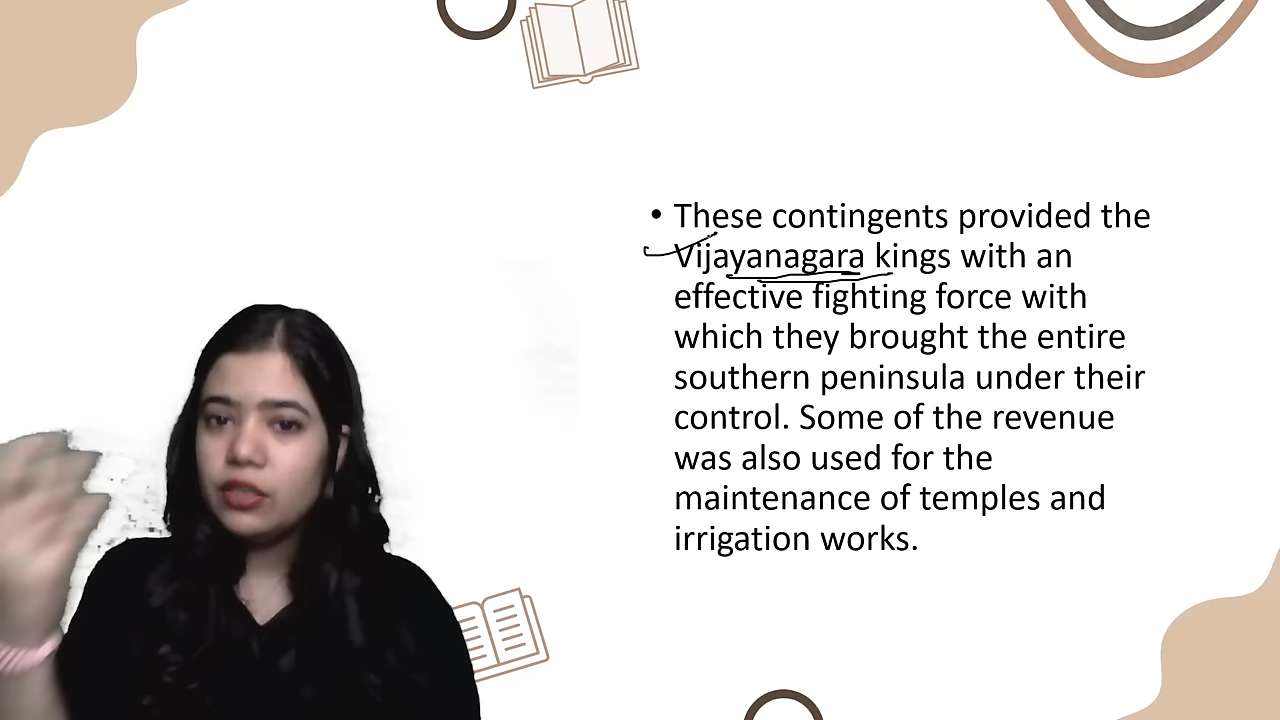 • These contingents provided the
Vijayanagara kings with an
effective fighting force with
which they brought the entire
southern peninsula under their
control. Some of the revenue
was also used for the
maintenance of temples and
irrigation works.